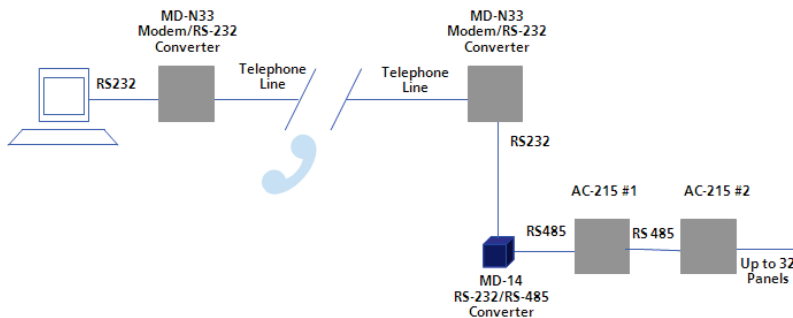 MD-N33
Modem/RS-232
Converter
MD-N33
Modem/RS-232
Converter
RS232
Telephone
Line
Telephone
Line
RS232
AC-215 #1
AC-215 #2
RS485
RS 485
Up to 32
Panels
MD-14
RS-232/RS-485
Converter